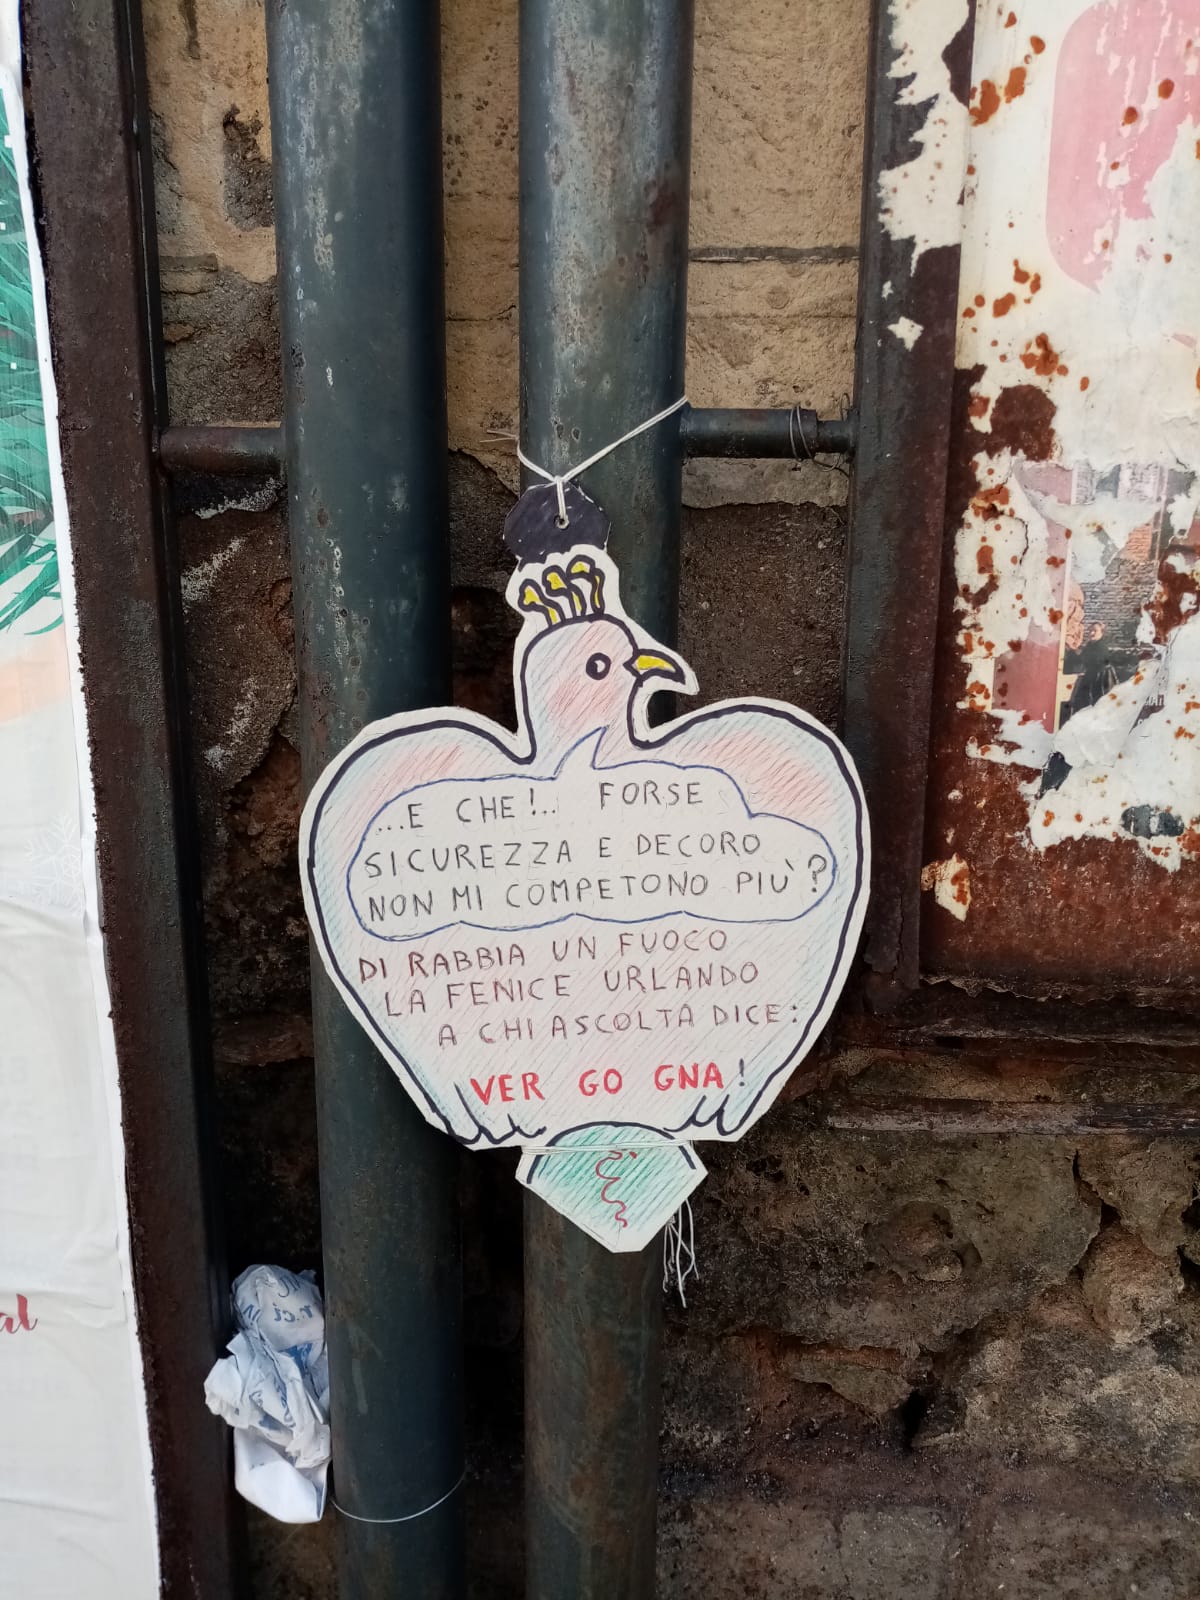 ...E CHE!.. FORSE
SICUREZZA E DECORO
NON MI COMPETONO PIÙ?
DI RABBIA UN FUOCO
LA FENICE URLANDO
A CHI ASCOLTA DICE:
VER GO GNA!
al